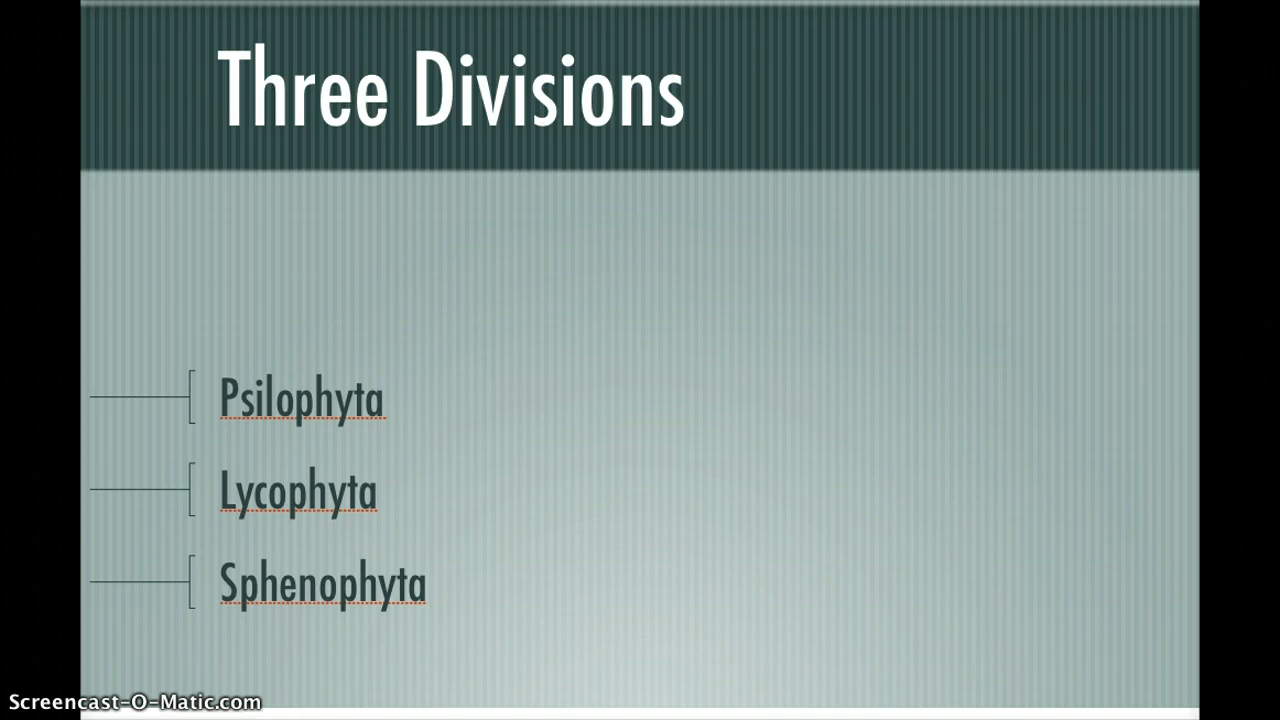 Three Divisions
Psilophyta
Lycophyta
Sphenophyta
Screencast-O-Matic.com